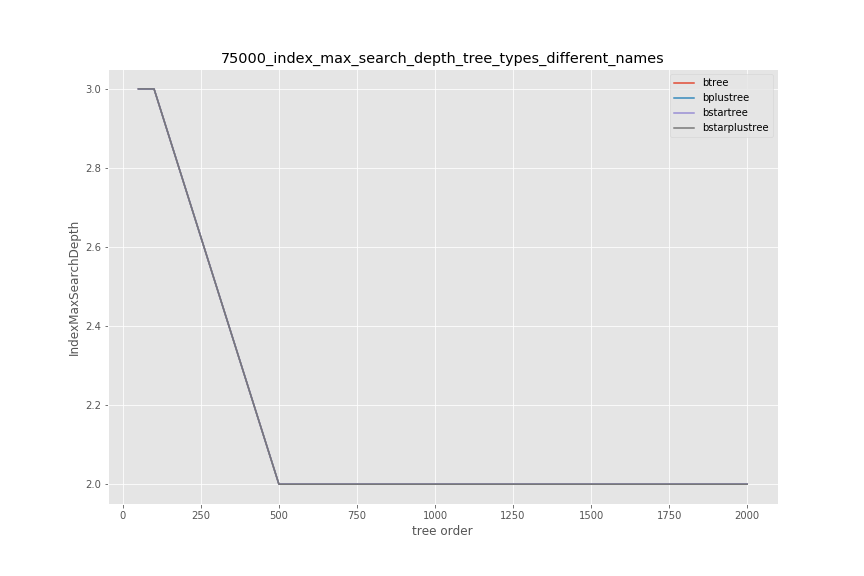 75000_index_max_search_depth_tree_types_different_names
btree
bplustree
bstartree
bstarplustree
IndexMaxSearchDepth
3.0
2.8
2.6
2.4
2.2
2.0
0 250 500 750 1000 1250 1500 1750 2000
tree order